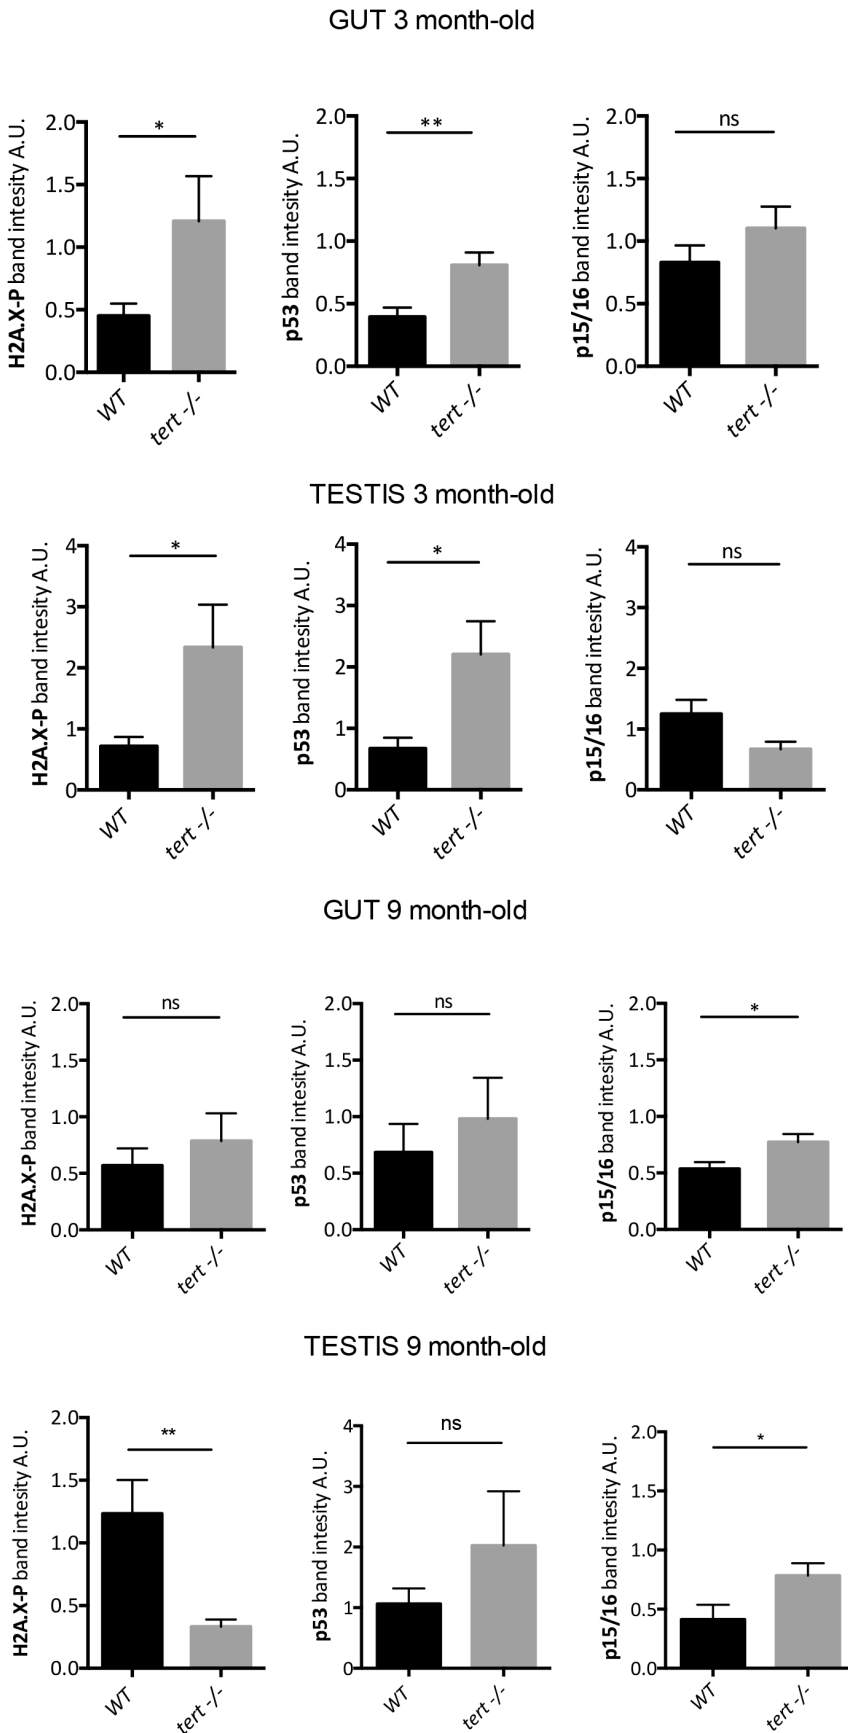 GUT 3 month-old
H2A.X-P band intesity A.U.
2.0
1.5
1.0
0.5
0.0
*
WT
tert -/-
p53 band intesity A.U.
2.0
1.5
1.0
0.5
0.0
**
WT
tert -/-
p15/16 band intesity A.U.
2.0
1.5
1.0
0.5
0.0
ns
WT
tert -/-
TESTIS 3 month-old
H2A.X-P band intesity A.U.
4
3
2
1
0
*
WT
tert -/-
p53 band intesity A.U.
4
3
2
1
0
*
WT
tert -/-
p15/16 band intesity A.U.
4
3
2
1
0
ns
WT
tert -/-
GUT 9 month-old
H2A.X-P band intesity A.U.
2.0
1.5
1.0
0.5
0.0
ns
WT
tert -/-
p53 band intesity A.U.
2.0
1.5
1.0
0.5
0.0
ns
WT
tert -/-
p15/16 band intesity A.U.
2.0
1.5
1.0
0.5
0.0
*
WT
tert -/-
TESTIS 9 month-old
H2A.X-P band intesity A.U.
2.0
1.5
1.0
0.5
0.0
**
WT
tert -/-
p53 band intesity A.U.
4
3
2
1
0
ns
WT
tert -/-
p15/16 band intesity A.U.
2.0
1.5
1.0
0.5
0.0
*
WT
tert -/-